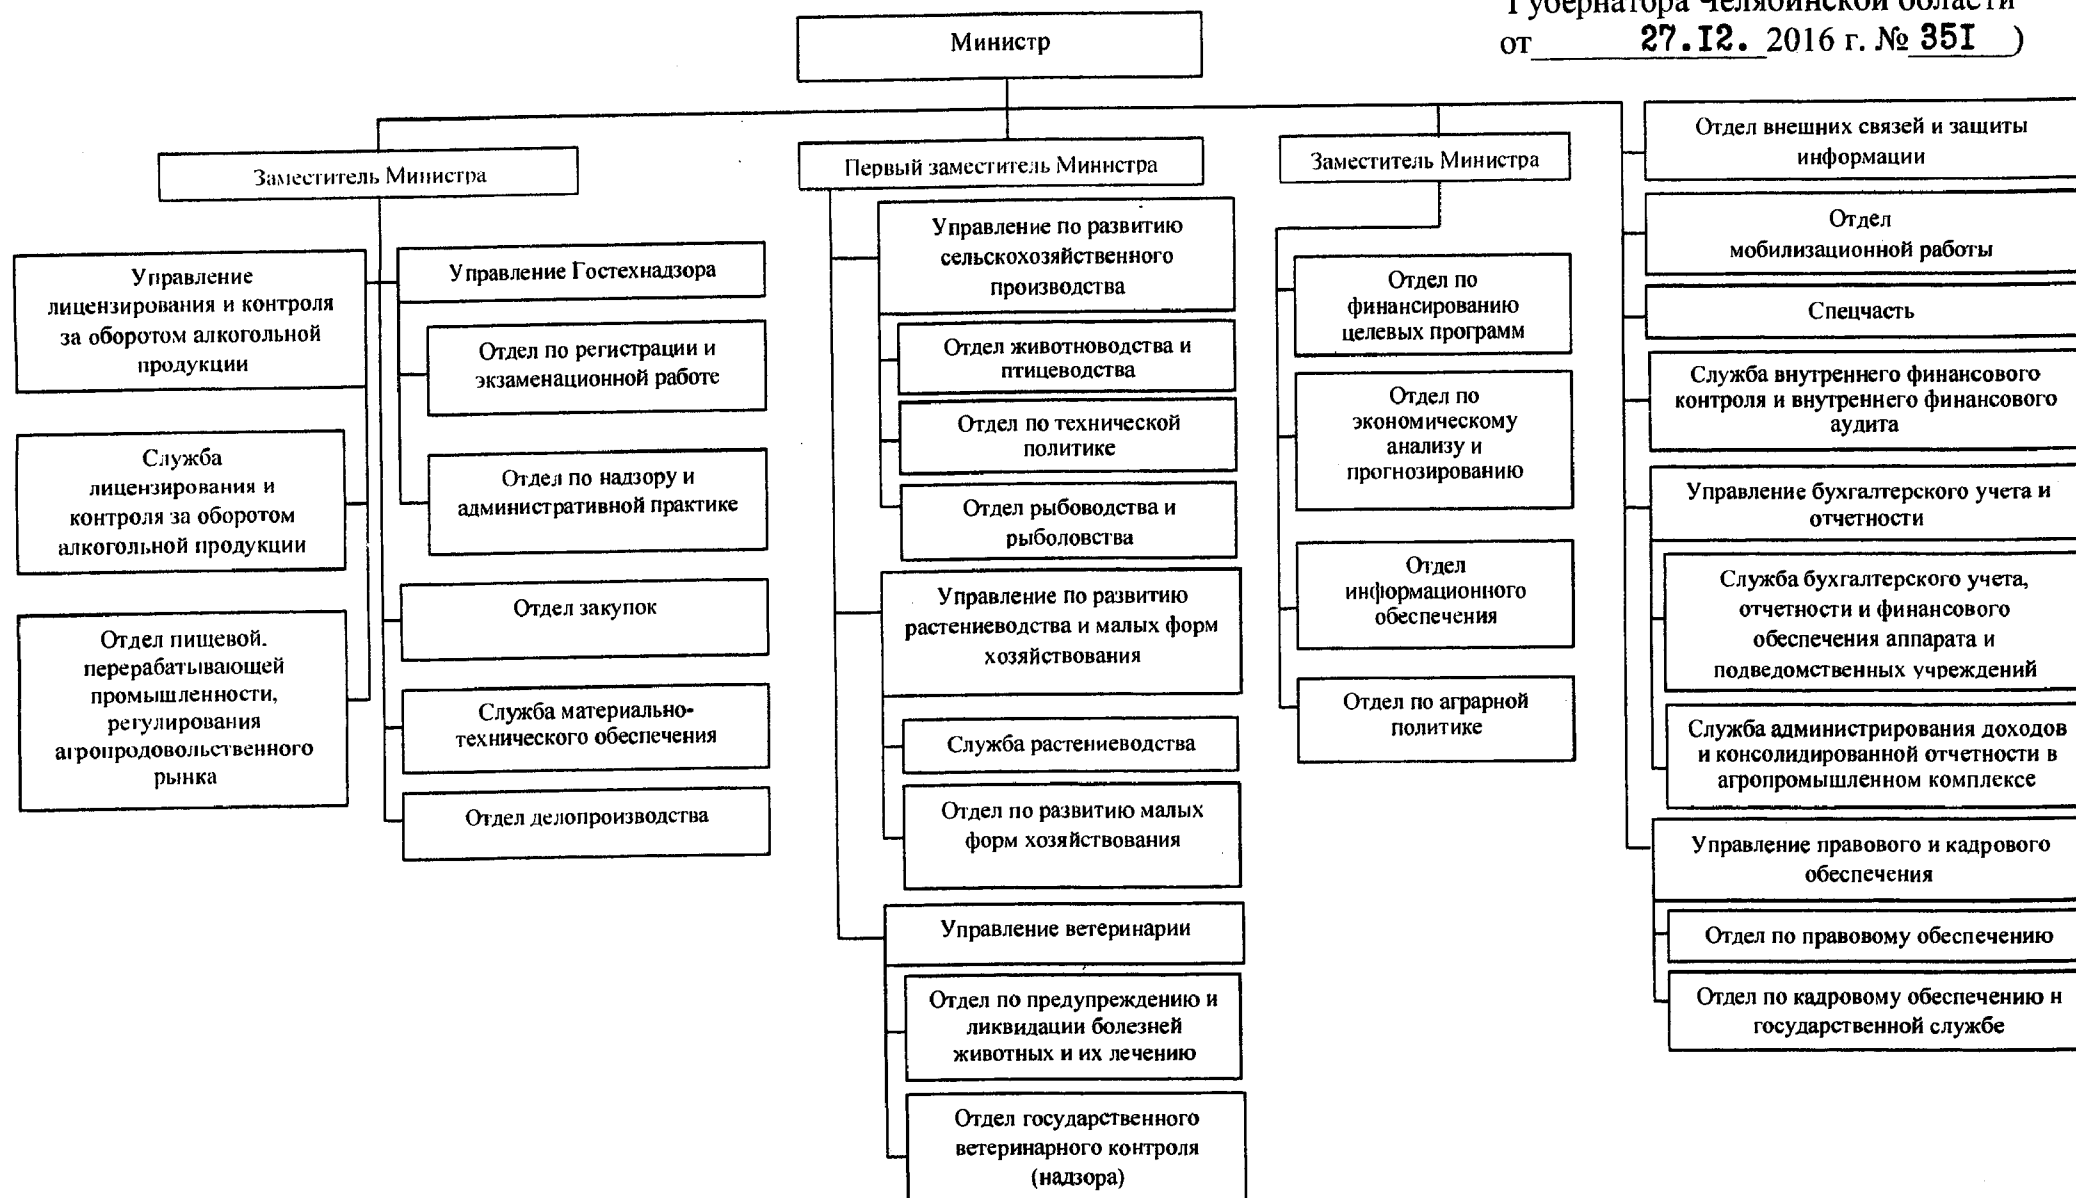 Губернатора Челябинской области
от 27.I2. 2016 г. № 35I )
Министр
Заместитель Министра
Управление
лицензирования и контроля
за оборотом алкогольной
продукции
Служба
лицензирования и
контроля за оборотом
алкогольной продукции
Отдел пищевой.
перерабатывающей
промышленности,
регулирования
агропродовольственного
рынка
Управление Гостехнадзора
Отдел по регистрации и
экзаменационной работе
Отдел по надзору и
административной практике
Отдел закупок
Служба материально-
технического обеспечения
Отдел делопроизводства
Первый заместитель Министра
Управление по развитию
сельскохозяйственного
производства
Отдел животноводства и
птицеводства
Отдел по технической
политике
Отдел рыбоводства и
рыболовства
Управление по развитию
растениеводства и малых форм
хозяйствования
Служба растениеводства
Отдел по развитию малых
форм хозяйствования
Управление ветеринарии
Отдел по предупреждению и
ликвидации болезней
животных и их лечению
Отдел государственного
ветеринарного контроля
(надзора)
Заместитель Министра
Отдел по
финансированию
целевых программ
Отдел по
экономическому
анализу и
прогнозированию
Отдел
информационного
обеспечения
Отдел по аграрной
политике
Отдел внешних связей и защиты
информации
Отдел
мобилизационной работы
Спецчасть
Служба внутреннего финансового
контроля и внутреннего финансового
аудита
Управление бухгалтерского учета и
отчетности
Служба бухгалтерского учета,
отчетности и финансового
обеспечения аппарата и
подведомственных учреждений
Служба администрирования доходов
и консолидированной отчетности в
агропромышленном комплексе
Управление правового и кадрового
обеспечения
Отдел по правовому обеспечению
Отдел по кадровому обеспечению и
государственной службе